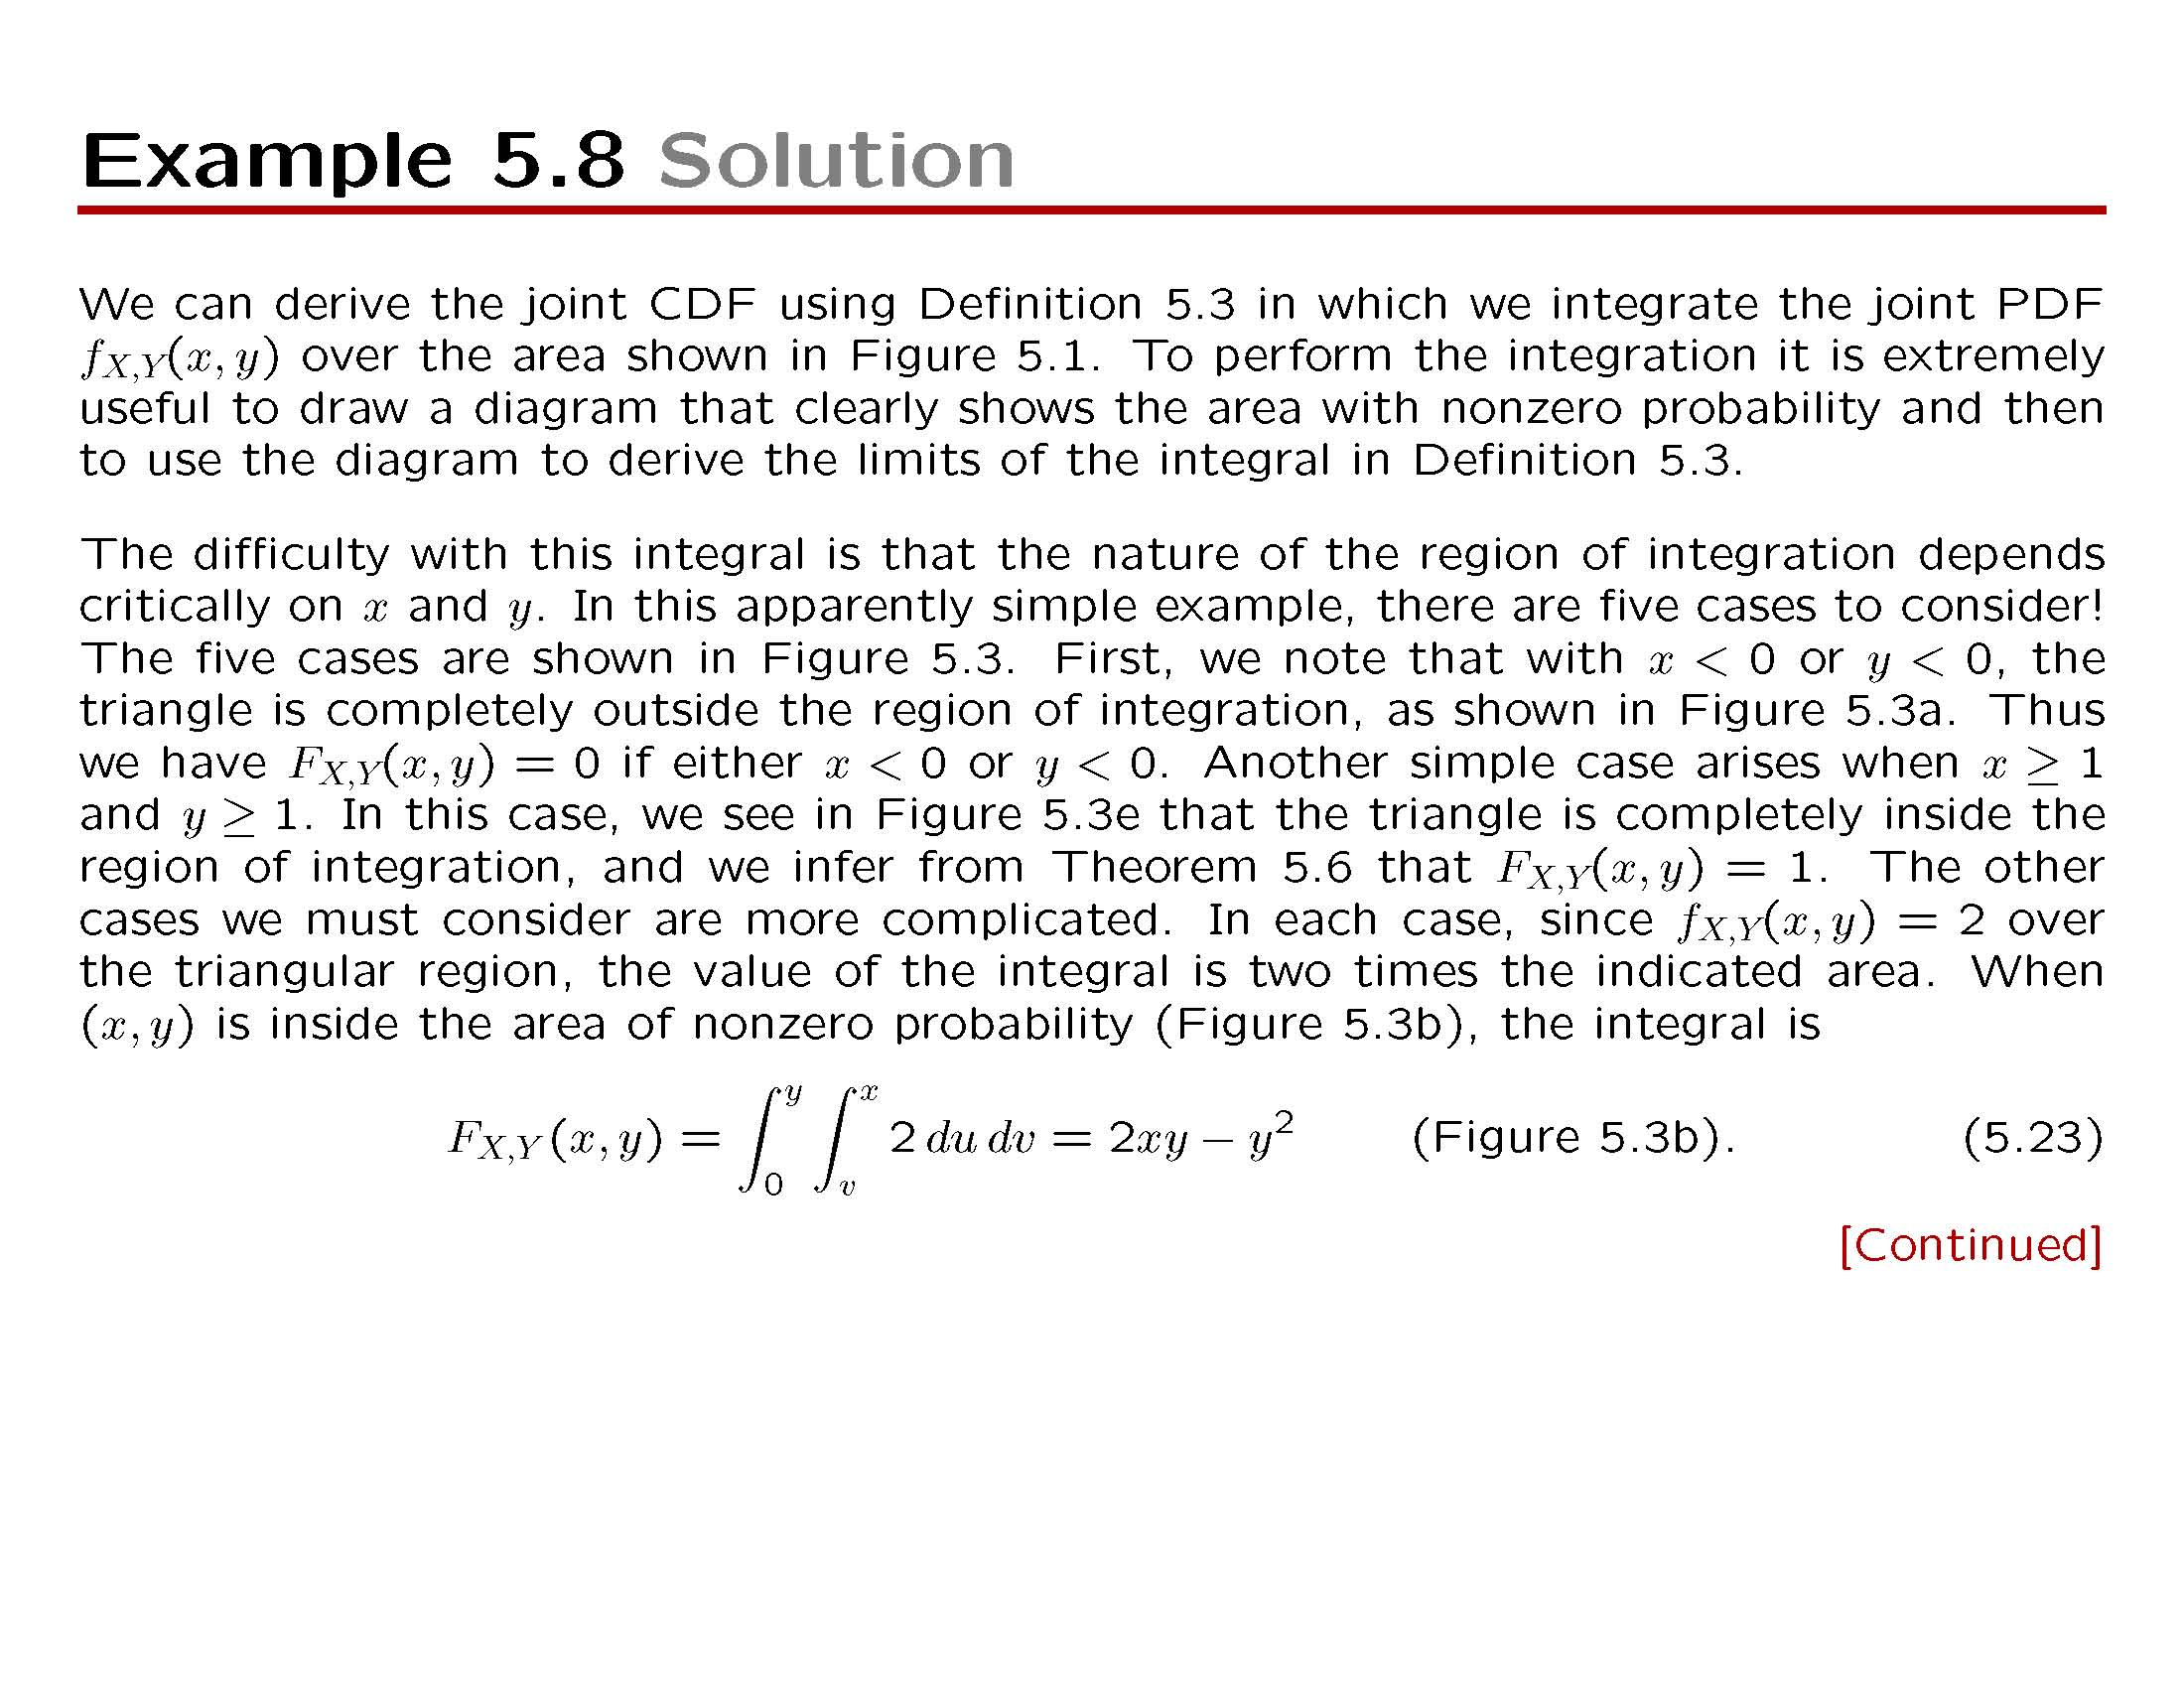 Example 5.8 Solution
We can derive the joint CDF using Definition 5.3 in which we integrate the joint PDF
$f_{X,Y}(x, y)$ over the area shown in Figure 5.1. To perform the integration it is extremely
useful to draw a diagram that clearly shows the area with nonzero probability and then
to use the diagram to derive the limits of the integral in Definition 5.3.
The difficulty with this integral is that the nature of the region of integration depends
critically on $x$ and $y$. In this apparently simple example, there are five cases to consider!
The five cases are shown in Figure 5.3. First, we note that with $x < 0$ or $y < 0$, the
triangle is completely outside the region of integration, as shown in Figure 5.3a. Thus
we have $F_{X,Y}(x, y) = 0$ if either $x < 0$ or $y < 0$. Another simple case arises when $x \geq 1$
and $y \geq 1$. In this case, we see in Figure 5.3e that the triangle is completely inside the
region of integration, and we infer from Theorem 5.6 that $F_{X,Y}(x, y) = 1$. The other
cases we must consider are more complicated. In each case, since $f_{X,Y}(x, y) = 2$ over
the triangular region, the value of the integral is two times the indicated area. When
$(x, y)$ is inside the area of nonzero probability (Figure 5.3b), the integral is
$F_{X,Y}(x, y) = \int_0^y \int_v^x 2 \, du \, dv = 2xy - y^2$ (Figure 5.3b). (5.23)
[Continued]